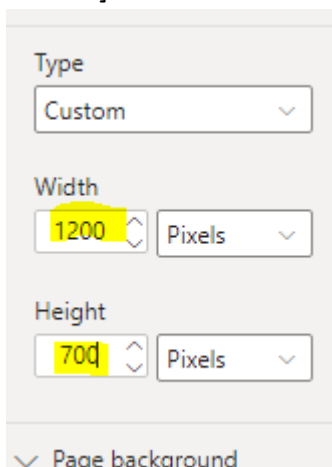 Type
Custom
Width
1200 Pixels
Height
700 Pixels
Page background